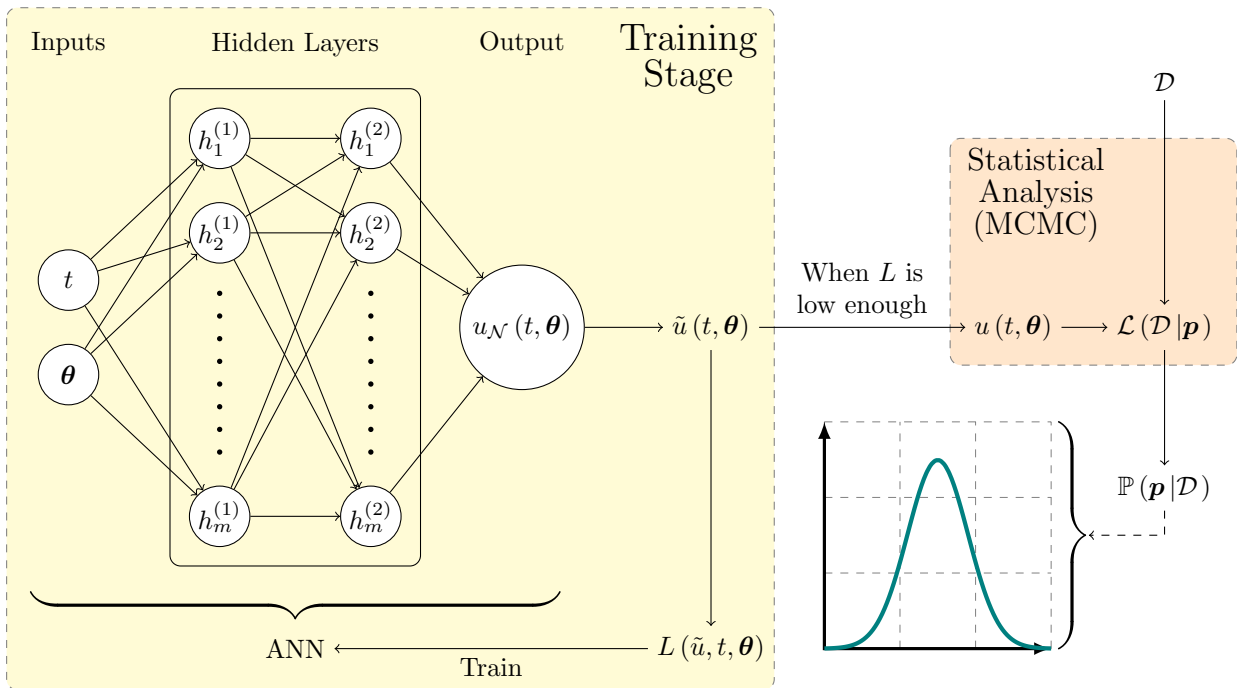 Inputs
Hidden Layers
Output
Training
Stage
h₁⁽¹⁾
h₁⁽²⁾
h₂⁽¹⁾
h₂⁽²⁾
t
θ
hₘ⁽¹⁾
hₘ⁽²⁾
u𝒩 (t, θ)
ũ (t, θ)
When L is
low enough
𝒟
Statistical
Analysis
(MCMC)
u (t, θ)
ℒ (𝒟 |p)
ℙ (p |𝒟)
ANN
Train
L (ũ, t, θ)